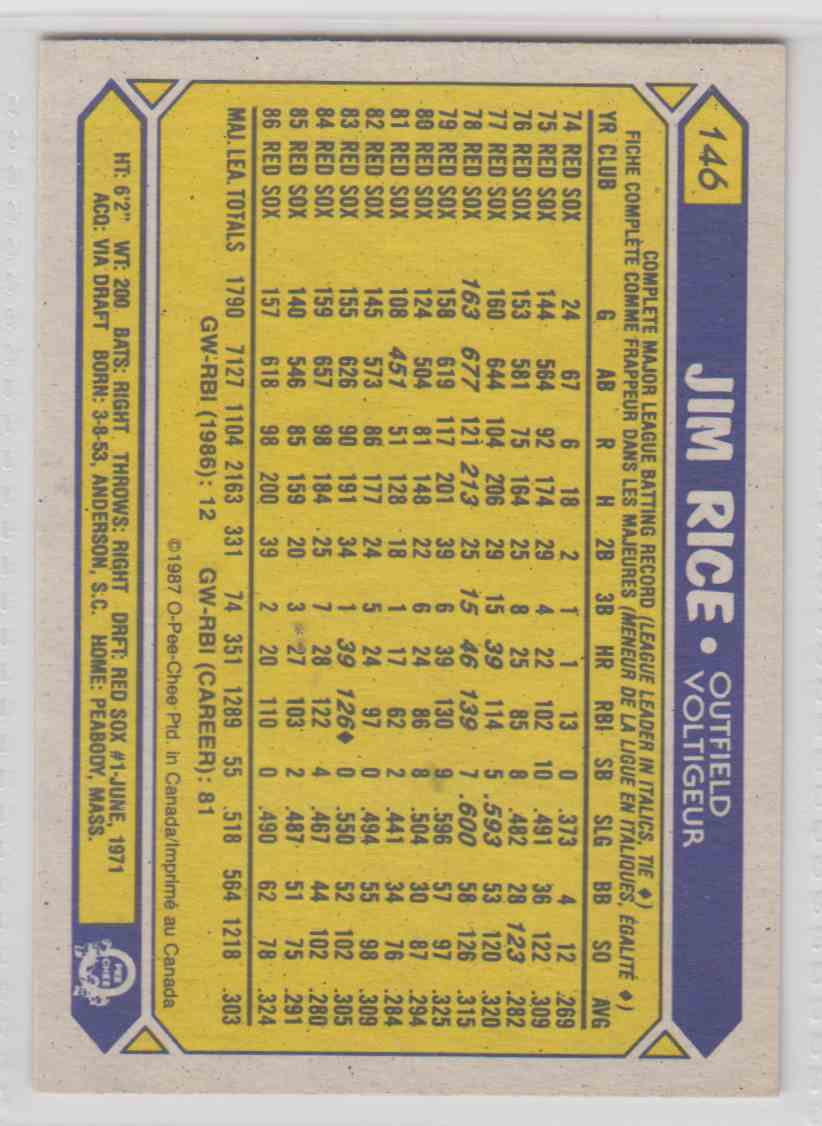 146
JIM RICE • OUTFIELD
VOLTIGEUR
COMPLETE MAJOR LEAGUE BATTING RECORD (LEAGUE LEADER IN ITALICS, TIE ♦)
FICHE COMPLÈTE COMME FRAPPEUR DANS LES MAJEURES (MENEUR DE LA LIGUE EN ITALIQUES, ÉGALITÉ ♦)
YR CLUB G AB R H 2B 3B HR RBI SB SLG BB SO AVG
74 RED SOX 24 67 6 18 2 1 1 13 0 .373 4 12 .269
75 RED SOX 144 564 92 174 29 4 22 102 10 .491 36 122 .309
76 RED SOX 153 581 75 164 25 8 25 85 8 .482 28 123 .282
77 RED SOX 160 644 104 206 29 15 39 114 5 .593 53 120 .320
78 RED SOX 163 677 121 213 25 15 46 139 7 .600 58 126 .315
79 RED SOX 158 619 117 201 39 6 39 130 9 .596 57 97 .325
80 RED SOX 124 504 81 148 22 6 24 86 8 .504 30 87 .294
81 RED SOX 108 451 51 128 18 1 17 62 2 .441 34 76 .284
82 RED SOX 145 573 86 177 24 5 24 97 0 .494 55 98 .309
83 RED SOX 155 626 90 191 34 1 39 126♦ 0 .550 52 102 .305
84 RED SOX 159 657 98 184 25 7 28 122 4 .467 44 102 .280
85 RED SOX 140 546 85 159 20 3 27 103 2 .487 51 75 .291
86 RED SOX 157 618 98 200 39 2 20 110 0 .490 62 78 .324
MAJ. LEA. TOTALS 1790 7127 1104 2163 331 74 351 1289 55 .518 564 1218 .303
GW-RBI (1986): 12 GW-RBI (CAREER): 81
©1987 O-Pee-Chee Ptd. in Canada/Imprimé au Canada
HT: 6'2" WT: 200 BATS: RIGHT THROWS: RIGHT DRFT: RED SOX #1-JUNE, 1971
ACQ: VIA DRAFT BORN: 3-8-53, ANDERSON, S.C. HOME: PEABODY, MASS.
O PEE CHEE